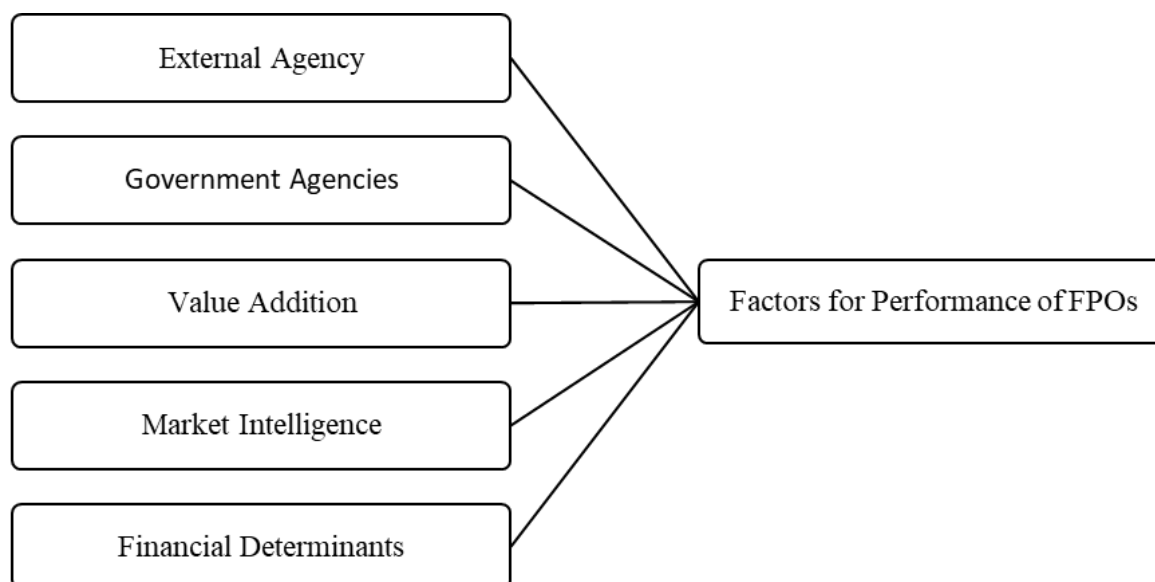 External Agency
Government Agencies
Value Addition
Market Intelligence
Financial Determinants
Factors for Performance of FPOs